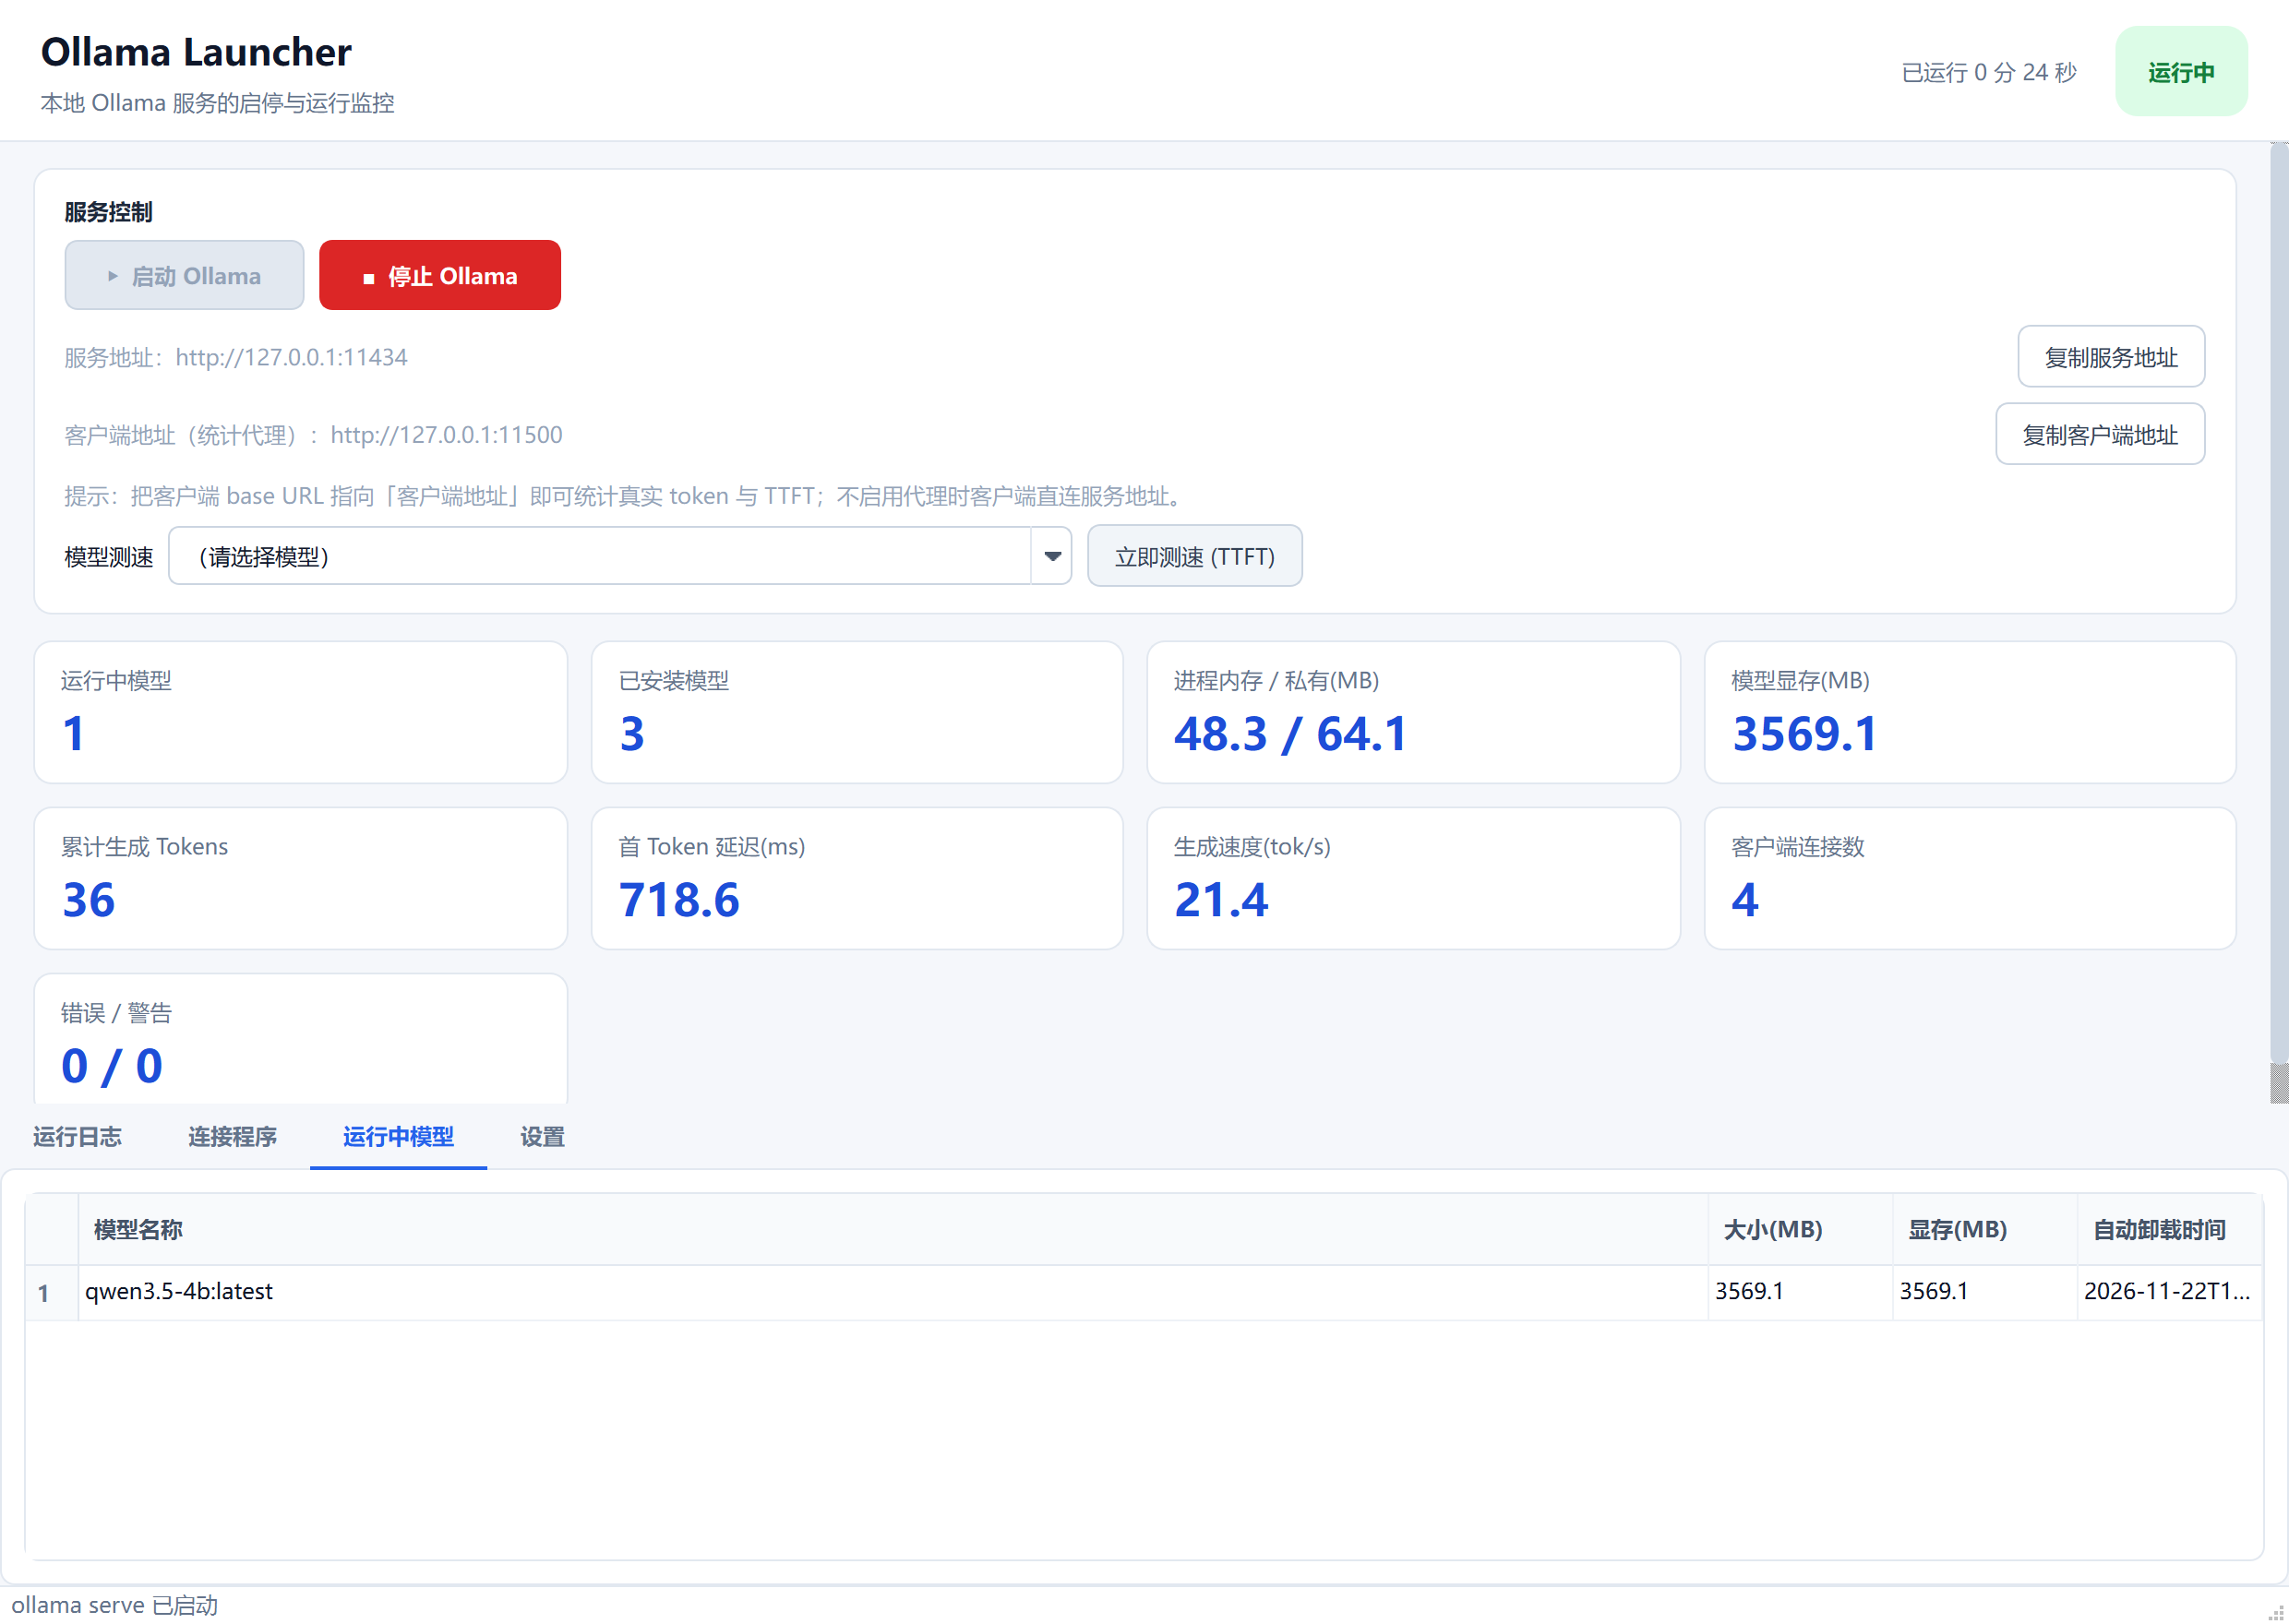 Ollama Launcher
本地 Ollama 服务的启停与运行监控
已运行 0 分 24 秒
运行中
服务控制
▶ 启动 Ollama
■ 停止 Ollama
服务地址：http://127.0.0.1:11434
复制服务地址
客户端地址（统计代理）：http://127.0.0.1:11500
复制客户端地址
提示：把客户端 base URL 指向「客户端地址」即可统计真实 token 与 TTFT；不启用代理时客户端直连服务地址。
模型测速
（请选择模型）
立即测速 (TTFT)
运行中模型
1
已安装模型
3
进程内存 / 私有(MB)
48.3 / 64.1
模型显存(MB)
3569.1
累计生成 Tokens
36
首 Token 延迟(ms)
718.6
生成速度(tok/s)
21.4
客户端连接数
4
错误 / 警告
0 / 0
运行日志 连接程序 运行中模型 设置
模型名称 大小(MB) 显存(MB) 自动卸载时间
1 qwen3.5-4b:latest 3569.1 3569.1 2026-11-22T1...
ollama serve 已启动